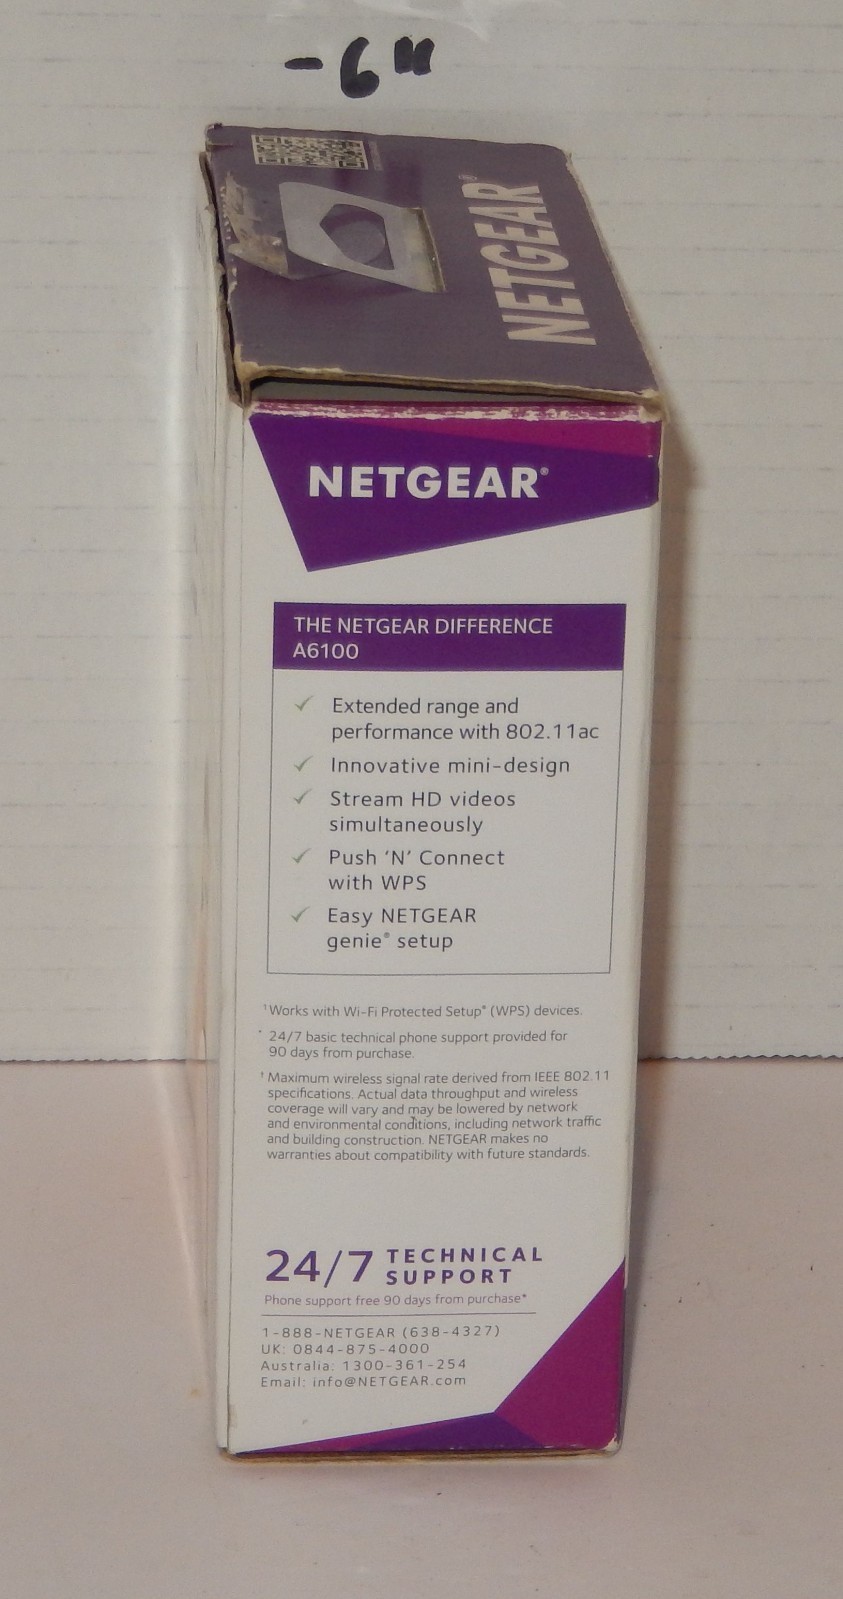 -6"
NETGEAR®
NETGEAR®
THE NETGEAR DIFFERENCE
A6100
✓ Extended range and
performance with 802.11ac
✓ Innovative mini-design
✓ Stream HD videos
simultaneously
✓ Push 'N' Connect
with WPS
✓ Easy NETGEAR
genie® setup
¹Works with Wi-Fi Protected Setup® (WPS) devices.
* 24/7 basic technical phone support provided for
90 days from purchase.
† Maximum wireless signal rate derived from IEEE 802.11
specifications. Actual data throughput and wireless
coverage will vary and may be lowered by network
and environmental conditions, including network traffic
and building construction. NETGEAR makes no
warranties about compatibility with future standards.
24/7 TECHNICAL
SUPPORT
Phone support free 90 days from purchase*
1-888-NETGEAR (638-4327)
UK: 0844-875-4000
Australia: 1300-361-254
Email: info@NETGEAR.com